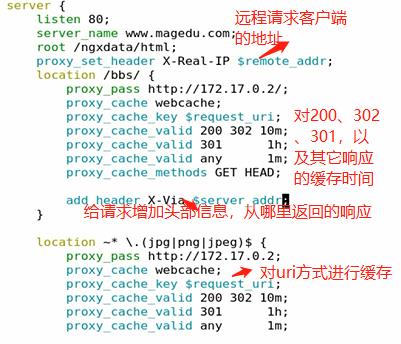 server {
listen 80;
server_name www.magedu.com;
root /ngxdata/html;
proxy_set_header X-Real-IP $remote_addr;
远程请求客户端
的地址
location /bbs/ {
proxy_pass http://172.17.0.2/;
proxy_cache webcache;
proxy_cache_key $request_uri;
proxy_cache_valid 200 302 10m;
proxy_cache_valid 301 1h;
proxy_cache_valid any 1m;
proxy_cache_methods GET HEAD;
对200、302
、301，以
及其它响应
的缓存时间
add_header X-Via $server_addr;
给请求增加头部信息，从哪里返回的响应
}
location ~* \.(jpg|png|jpeg)$ {
proxy_pass http://172.17.0.2;
proxy_cache webcache;
对uri方式进行缓存
proxy_cache_key $request_uri;
proxy_cache_valid 200 302 10m;
proxy_cache_valid 301 1h;
proxy_cache_valid any 1m;